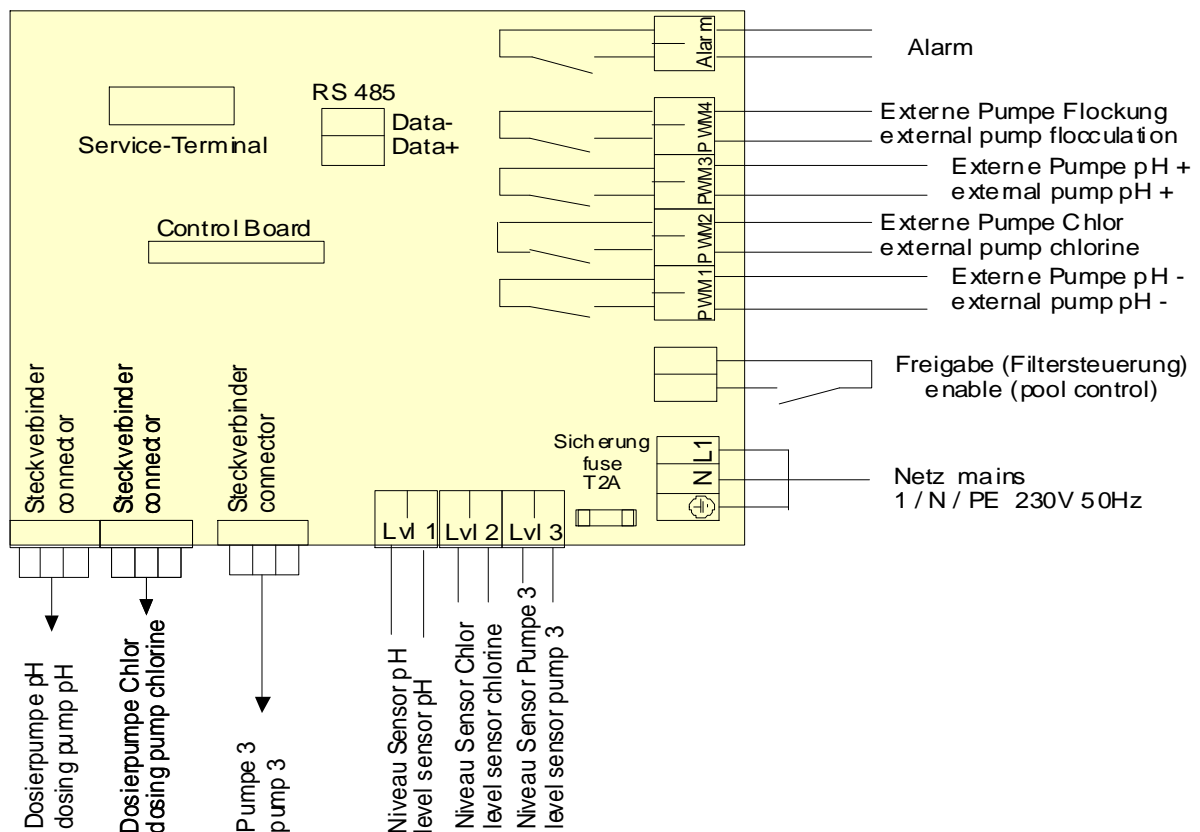 Alarm
Alarm
RS 485
Data-
Data+
Service-Terminal
Control Board
PWM4
Externe Pumpe Flockung
external pump flocculation
PWM3
Externe Pumpe pH +
external pump pH +
PWM2
Externe Pumpe Chlor
external pump chlorine
PWM1
Externe Pumpe pH -
external pump pH -
Freigabe (Filtersteuerung)
enable (pool control)
Sicherung
fuse
T2A
L1
N
Netz mains
1 / N / PE 230V 50Hz
Steckverbinder
connector
Steckverbinder
connector
Steckverbinder
connector
Lvl 1
Lvl 2
Lvl 3
Dosierpumpe pH
dosing pump pH
Dosierpumpe Chlor
dosing pump chlorine
Pumpe 3
pump 3
Niveau Sensor pH
level sensor pH
Niveau Sensor Chlor
level sensor chlorine
Niveau Sensor Pumpe 3
level sensor pump 3